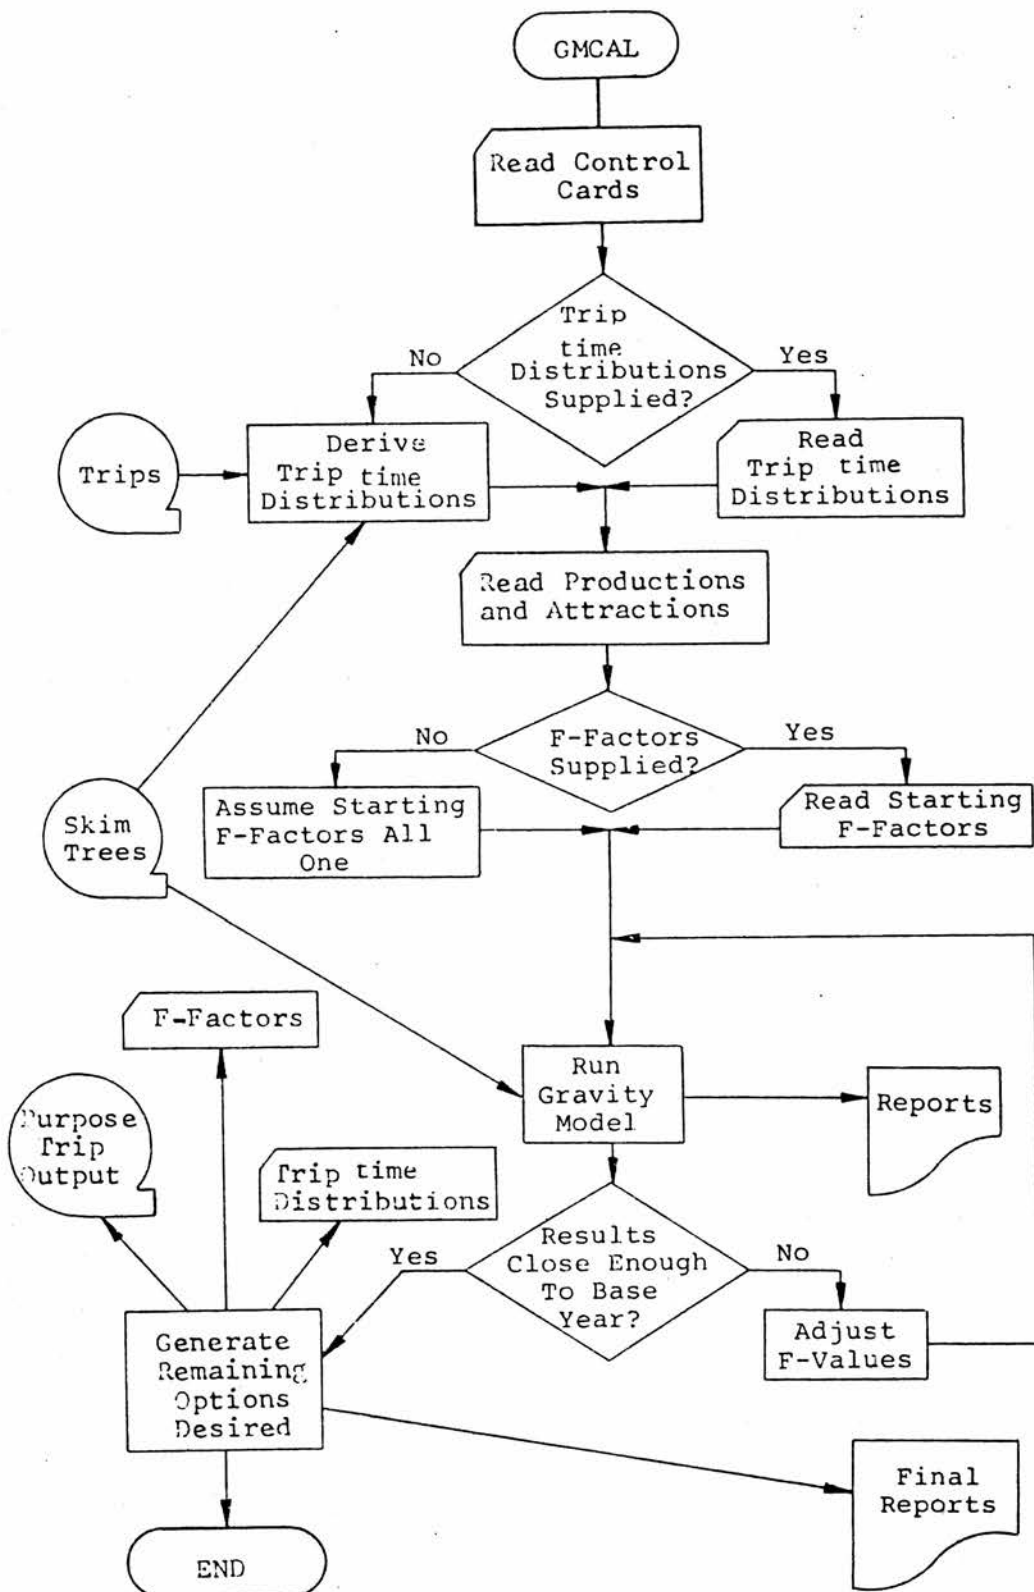 GMCAL
Read Control
Cards
Trip
time
Distributions
Supplied?
No
Yes
Trips
Derive
Trip time
Distributions
Read
Trip time
Distributions
Read Productions
and Attractions
F-Factors
Supplied?
No
Yes
Skim
Trees
Assume Starting
F-Factors All
One
Read Starting
F-Factors
F-Factors
Run
Gravity
Model
Reports
Purpose
Trip
Output
Trip time
Distributions
Results
Close Enough
To Base
Year?
Yes
No
Generate
Remaining
Options
Desired
Adjust
F-Values
Final
Reports
END